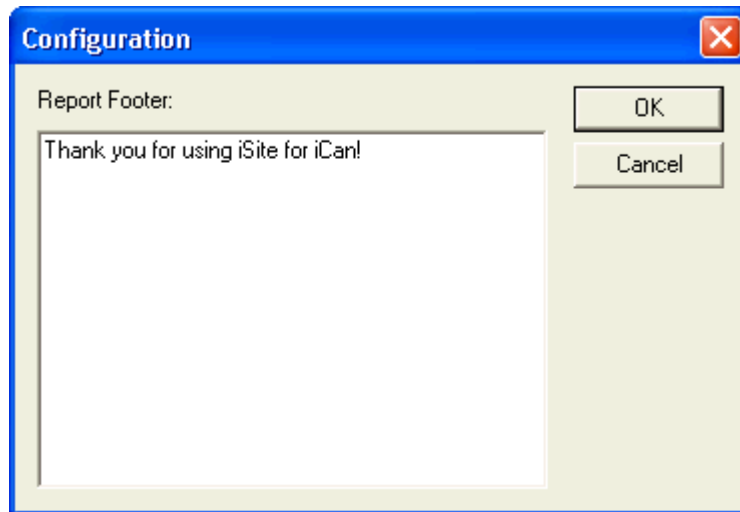 Configuration
Report Footer:
OK
Thank you for using iSite for iCan!
Cancel